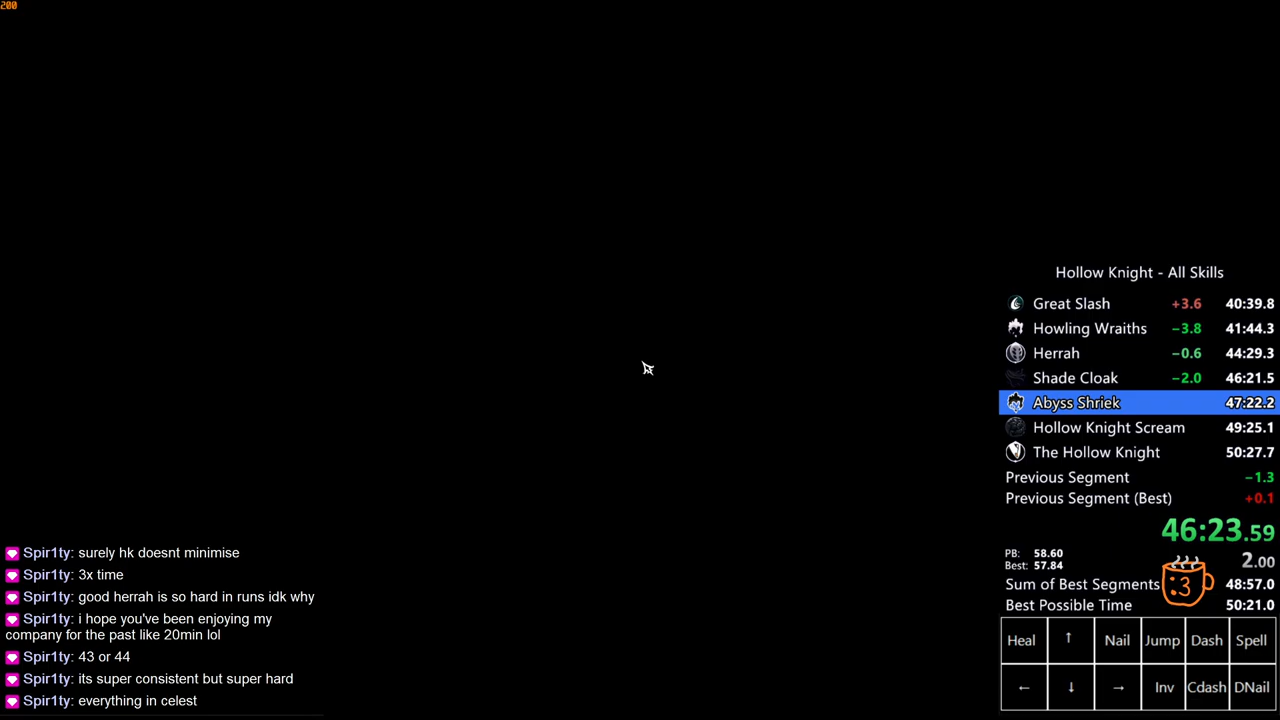 200
Hollow Knight - All Skills
Great Slash +3.6 40:39.8
Howling Wraiths −3.8 41:44.3
Herrah −0.6 44:29.3
Shade Cloak −2.0 46:21.5
Abyss Shriek 47:22.2
Hollow Knight Scream 49:25.1
The Hollow Knight 50:27.7
Previous Segment −1.3
Previous Segment (Best) +0.1
46:23.59
PB: 58.60
Best: 57.84
2.00
Sum of Best Segments 48:57.0
Best Possible Time 50:21.0
Heal ↑ Nail Jump Dash Spell
← ↓ → Inv Cdash DNail
Spir1ty: surely hk doesnt minimise
Spir1ty: 3x time
Spir1ty: good herrah is so hard in runs idk why
Spir1ty: i hope you've been enjoying my
company for the past like 20min lol
Spir1ty: 43 or 44
Spir1ty: its super consistent but super hard
Spir1ty: everything in celest